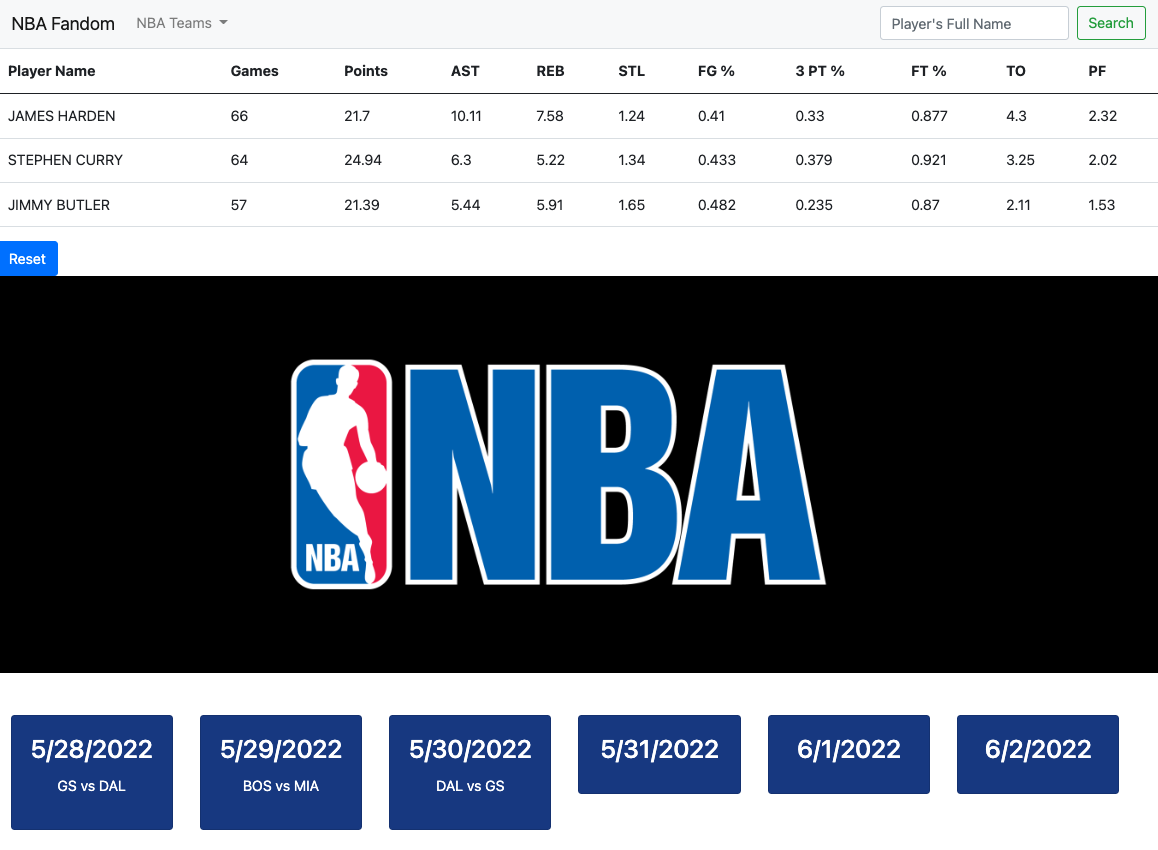 NBA Fandom NBA Teams Player's Full Name Search
Player Name Games Points AST REB STL FG % 3 PT % FT % TO PF
JAMES HARDEN 66 21.7 10.11 7.58 1.24 0.41 0.33 0.877 4.3 2.32
STEPHEN CURRY 64 24.94 6.3 5.22 1.34 0.433 0.379 0.921 3.25 2.02
JIMMY BUTLER 57 21.39 5.44 5.91 1.65 0.482 0.235 0.87 2.11 1.53
Reset
NBA
NBA
5/28/2022 5/29/2022 5/30/2022 5/31/2022 6/1/2022 6/2/2022
GS vs DAL BOS vs MIA DAL vs GS